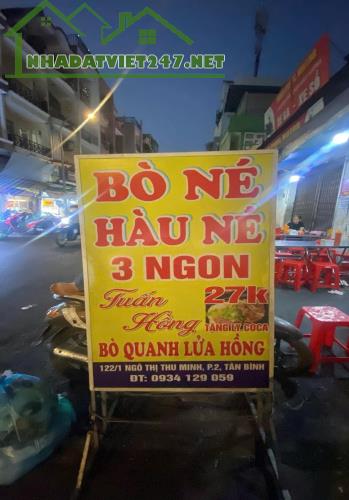 NHADATVIET247.NET
BÒ NÉ
HÀU NÉ
3 NGON
Tuấn Hồng
27k
TẶNG 1LY COCA
BÒ QUANH LỬA HỒNG
122/1 NGÔ THỊ THU MINH, P.2, TÂN BÌNH
ĐT: 0934 129 059